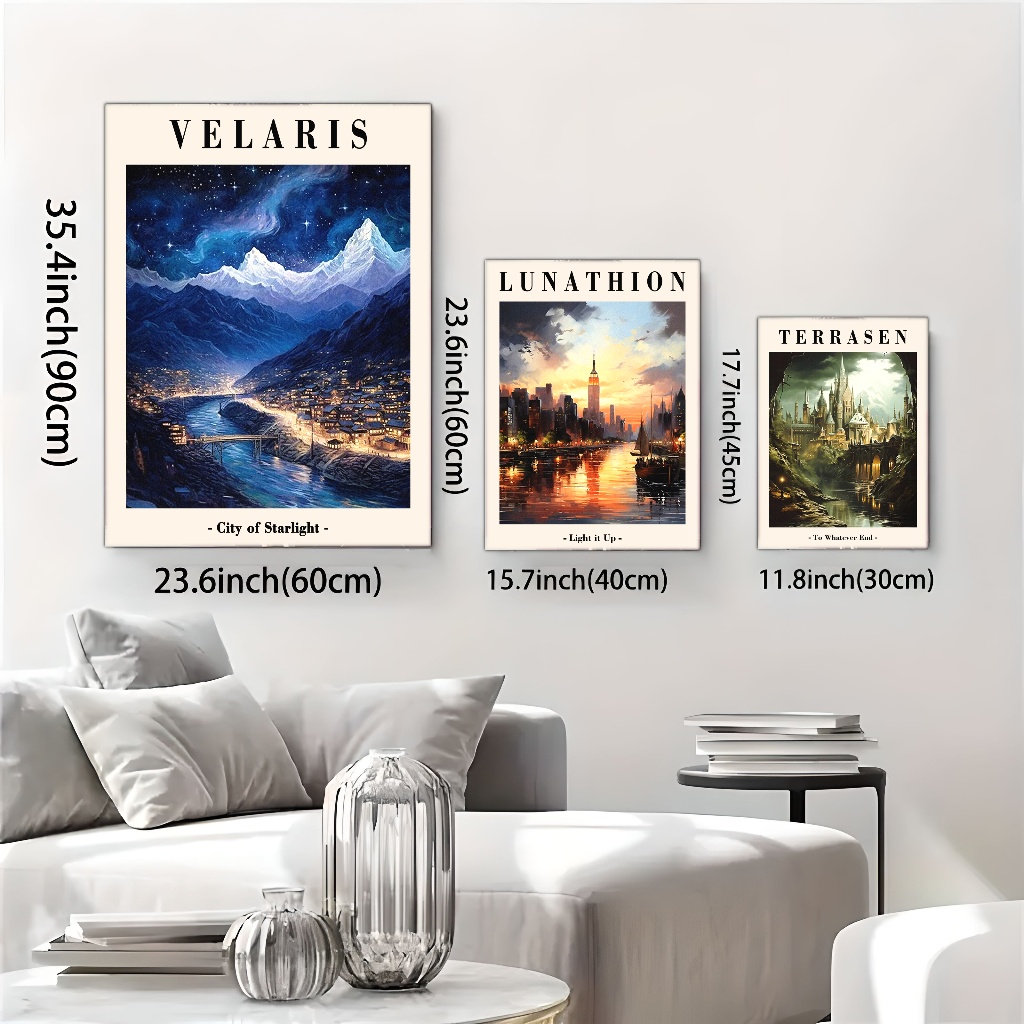 VELARIS
- City of Starlight -
35.4inch(90cm)
23.6inch(60cm)
LUNATHION
- Light it Up -
23.6inch(60cm)
15.7inch(40cm)
TERRASEN
- To Whatever End -
17.7inch(45cm)
11.8inch(30cm)